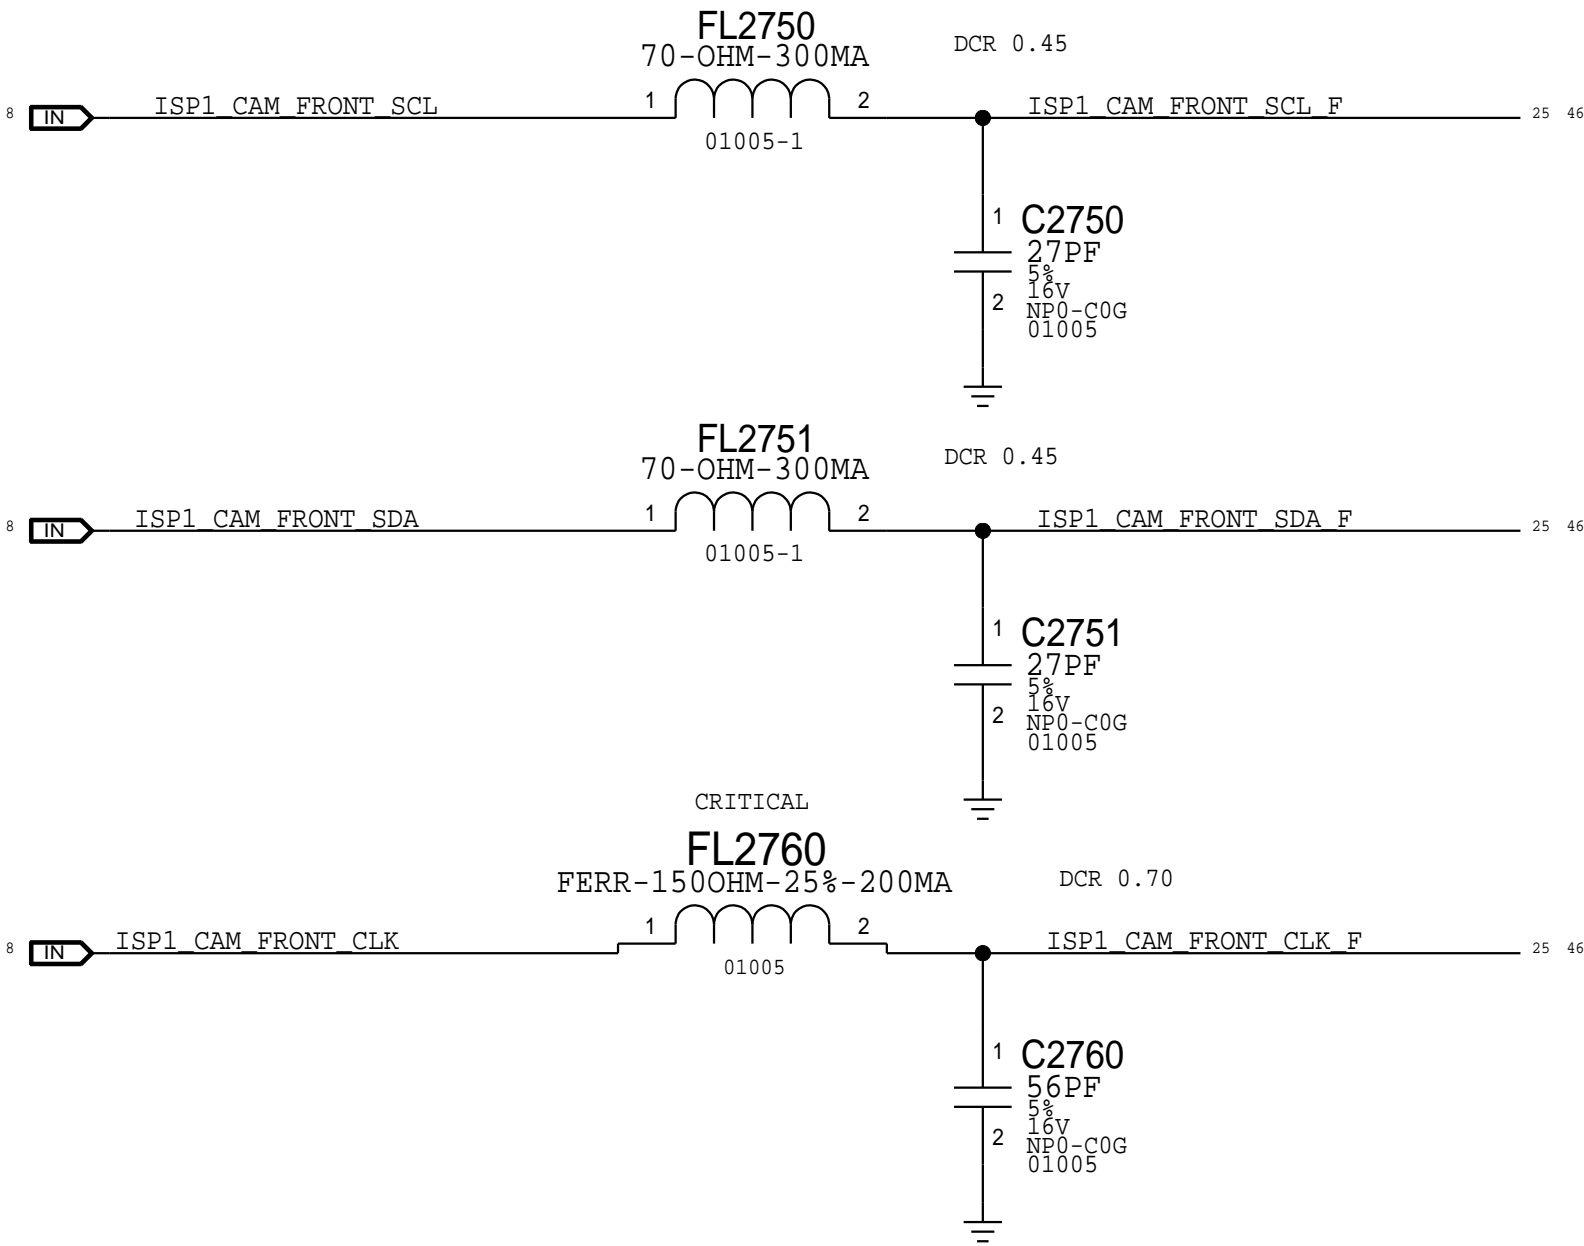 FL2750
70-OHM-300MA
DCR 0.45
8 IN ISP1_CAM_FRONT_SCL 1 2 ISP1_CAM_FRONT_SCL_F 25 46
01005-1
1 C2750
27PF
5%
16V
2 NP0-C0G
01005
FL2751
70-OHM-300MA
DCR 0.45
8 IN ISP1_CAM_FRONT_SDA 1 2 ISP1_CAM_FRONT_SDA_F 25 46
01005-1
1 C2751
27PF
5%
16V
2 NP0-C0G
01005
CRITICAL
FL2760
FERR-150OHM-25%-200MA
DCR 0.70
8 IN ISP1_CAM_FRONT_CLK 1 2 ISP1_CAM_FRONT_CLK_F 25 46
01005
1 C2760
56PF
5%
16V
2 NP0-C0G
01005